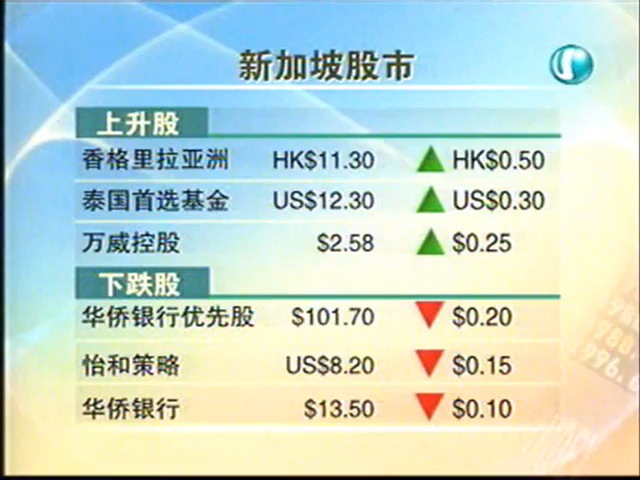 新加坡股市
上升股
香格里拉亚洲 HK$11.30 ▲ HK$0.50
泰国首选基金 US$12.30 ▲ US$0.30
万威控股 $2.58 ▲ $0.25
下跌股
华侨银行优先股 $101.70 ▼ $0.20
怡和策略 US$8.20 ▼ $0.15
华侨银行 $13.50 ▼ $0.10